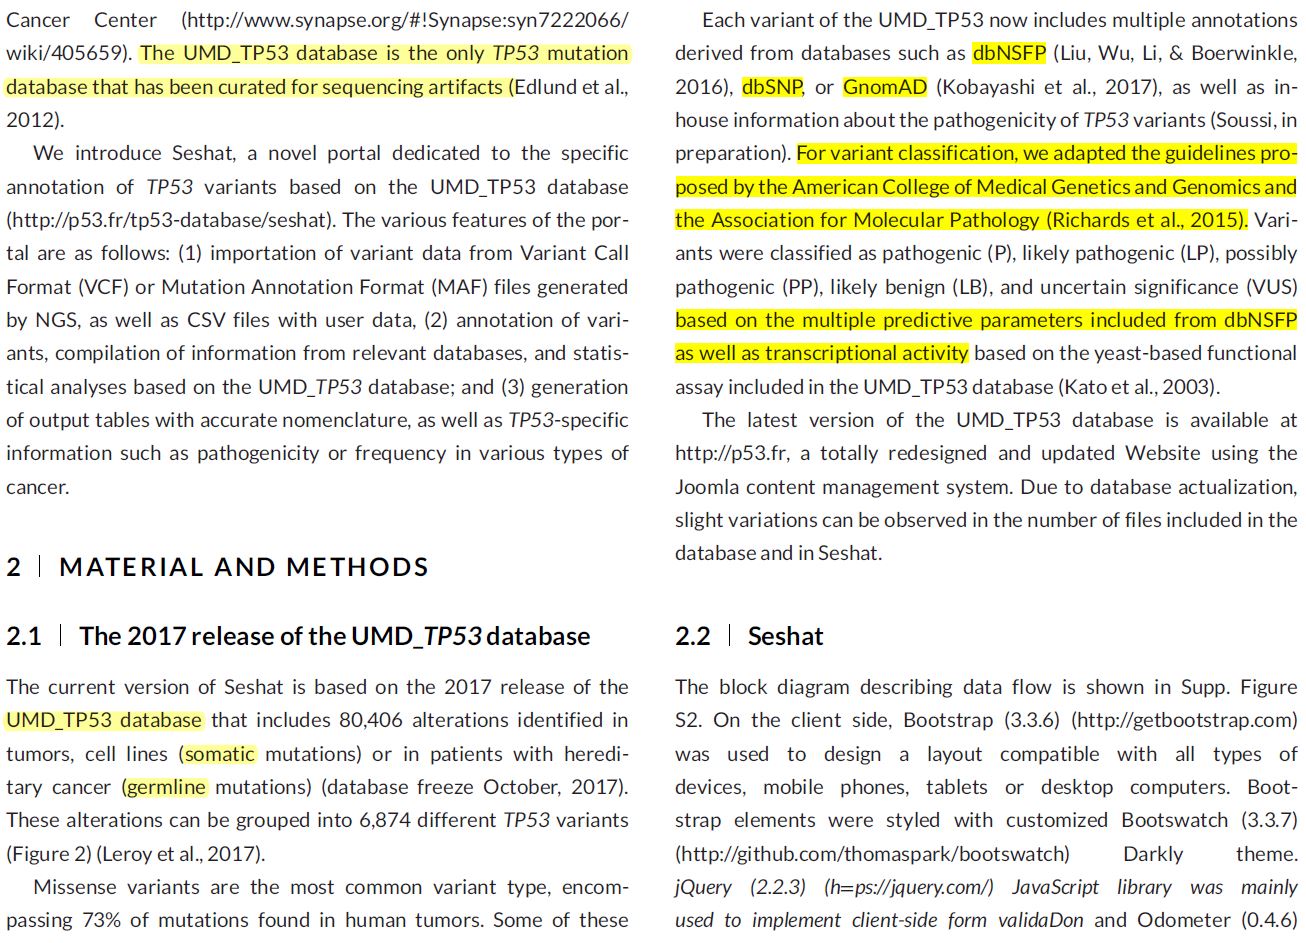 Cancer Center (http://www.synapse.org/#!Synapse:syn7222066/
wiki/405659). The UMD_TP53 database is the only TP53 mutation
database that has been curated for sequencing artifacts (Edlund et al.,
2012).
We introduce Seshat, a novel portal dedicated to the specific
annotation of TP53 variants based on the UMD_TP53 database
(http://p53.fr/tp53-database/seshat). The various features of the por-
tal are as follows: (1) importation of variant data from Variant Call
Format (VCF) or Mutation Annotation Format (MAF) files generated
by NGS, as well as CSV files with user data, (2) annotation of vari-
ants, compilation of information from relevant databases, and statis-
tical analyses based on the UMD_TP53 database; and (3) generation
of output tables with accurate nomenclature, as well as TP53-specific
information such as pathogenicity or frequency in various types of
cancer.
2 | MATERIAL AND METHODS
2.1 | The 2017 release of the UMD_TP53 database
The current version of Seshat is based on the 2017 release of the
UMD_TP53 database that includes 80,406 alterations identified in
tumors, cell lines (somatic mutations) or in patients with heredi-
tary cancer (germline mutations) (database freeze October, 2017).
These alterations can be grouped into 6,874 different TP53 variants
(Figure 2) (Leroy et al., 2017).
Missense variants are the most common variant type, encom-
passing 73% of mutations found in human tumors. Some of these
Each variant of the UMD_TP53 now includes multiple annotations
derived from databases such as dbNSFP (Liu, Wu, Li, & Boerwinkle,
2016), dbSNP, or GnomAD (Kobayashi et al., 2017), as well as in-
house information about the pathogenicity of TP53 variants (Soussi, in
preparation). For variant classification, we adapted the guidelines pro-
posed by the American College of Medical Genetics and Genomics and
the Association for Molecular Pathology (Richards et al., 2015). Vari-
ants were classified as pathogenic (P), likely pathogenic (LP), possibly
pathogenic (PP), likely benign (LB), and uncertain significance (VUS)
based on the multiple predictive parameters included from dbNSFP
as well as transcriptional activity based on the yeast-based functional
assay included in the UMD_TP53 database (Kato et al., 2003).
The latest version of the UMD_TP53 database is available at
http://p53.fr, a totally redesigned and updated Website using the
Joomla content management system. Due to database actualization,
slight variations can be observed in the number of files included in the
database and in Seshat.
2.2 | Seshat
The block diagram describing data flow is shown in Supp. Figure
S2. On the client side, Bootstrap (3.3.6) (http://getbootstrap.com)
was used to design a layout compatible with all types of
devices, mobile phones, tablets or desktop computers. Boot-
strap elements were styled with customized Bootswatch (3.3.7)
(http://github.com/thomaspark/bootswatch) Darkly theme.
jQuery (2.2.3) (h=ps://jquery.com/) JavaScript library was mainly
used to implement client-side form validaDon and Odometer (0.4.6)